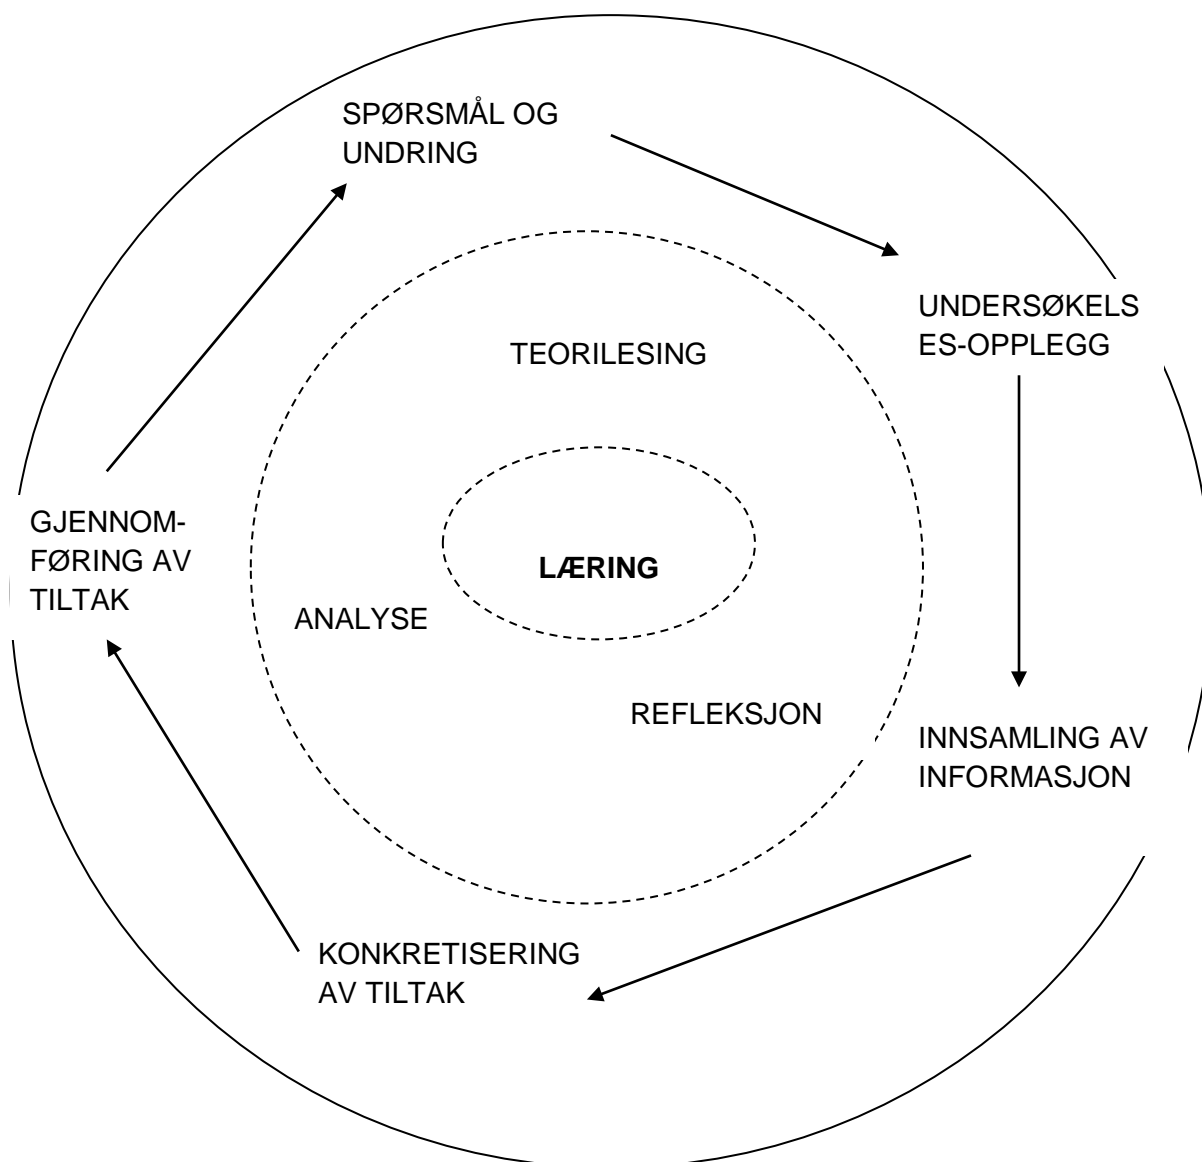 SPØRSMÅL OG
UNDRING
UNDERSØKELS
ES-OPPLEGG
TEORILESING
GJENNOM-
FØRING AV
TILTAK
LÆRING
ANALYSE
REFLEKSJON
INNSAMLING AV
INFORMASJON
KONKRETISERING
AV TILTAK